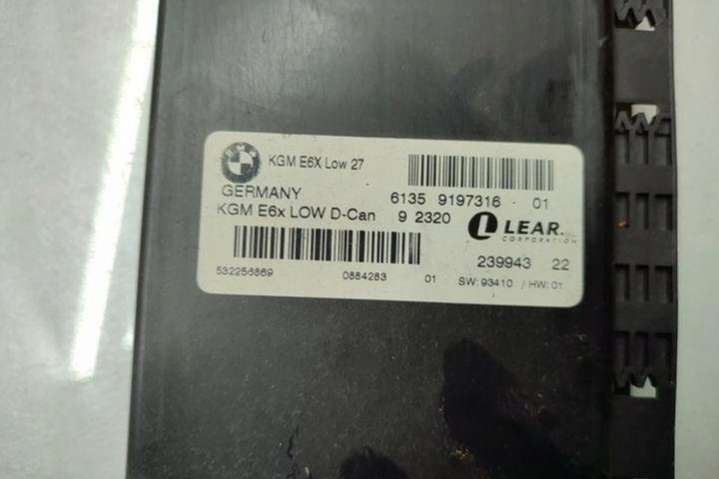 BMW
KGM E6X Low 27
GERMANY 6135 9197316 - 01
KGM E6x LOW D-Can 9 2320
LEAR
CORPORATION
239943 22
532256869 0884283 01 SW: 93410 / HW: 01